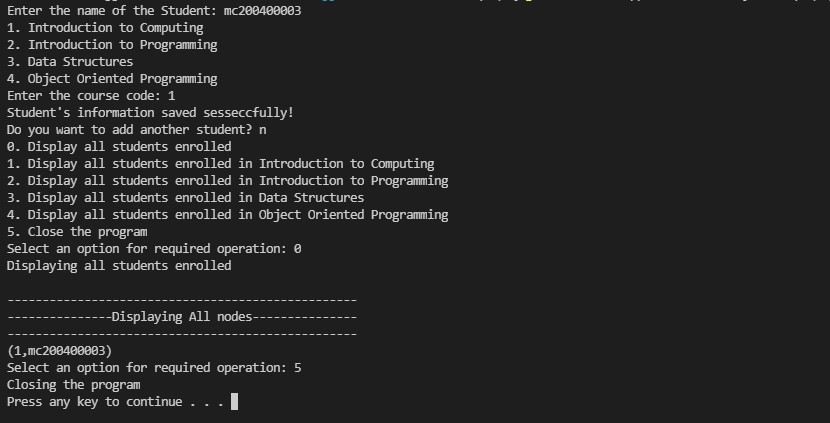 Enter the name of the Student: mc200400003
1. Introduction to Computing
2. Introduction to Programming
3. Data Structures
4. Object Oriented Programming
Enter the course code: 1
Student's information saved sesseccfully!
Do you want to add another student? n
0. Display all students enrolled
1. Display all students enrolled in Introduction to Computing
2. Display all students enrolled in Introduction to Programming
3. Display all students enrolled in Data Structures
4. Display all students enrolled in Object Oriented Programming
5. Close the program
Select an option for required operation: 0
Displaying all students enrolled

--------------------------------------------------
---------------Displaying All nodes---------------
--------------------------------------------------
(1,mc200400003)
Select an option for required operation: 5
Closing the program
Press any key to continue . . .